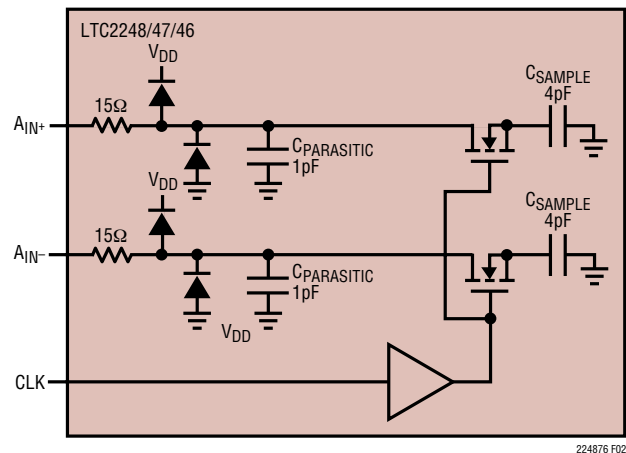 LTC2248/47/46
VDD
CSAMPLE
4pF
15Ω
AIN+
CPARASITIC
1pF
VDD
CSAMPLE
4pF
15Ω
AIN–
CPARASITIC
1pF
VDD
CLK
224876 F02